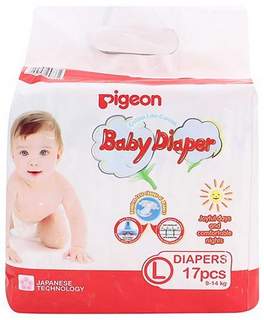 Pigeon
Baby Diaper
Joyful days
and
comfortable
nights
L
DIAPERS
17pcs
9-14 kg
JAPANESE
TECHNOLOGY